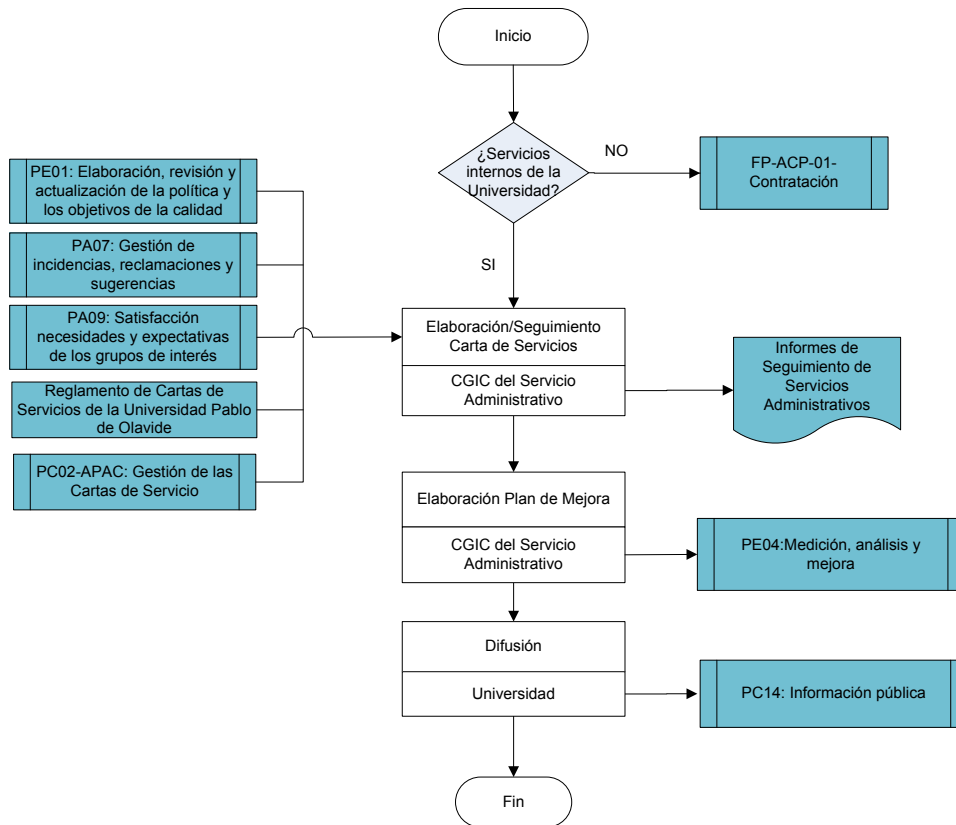 Inicio
¿Servicios
internos de la
Universidad?
NO
FP-ACP-01-
Contratación
SI
PE01: Elaboración, revisión y
actualización de la política y
los objetivos de la calidad
PA07: Gestión de
incidencias, reclamaciones y
sugerencias
PA09: Satisfacción
necesidades y expectativas
de los grupos de interés
Reglamento de Cartas de
Servicios de la Universidad Pablo
de Olavide
PC02-APAC: Gestión de las
Cartas de Servicio
Elaboración/Seguimiento
Carta de Servicios
CGIC del Servicio
Administrativo
Informes de
Seguimiento de
Servicios
Administrativos
Elaboración Plan de Mejora
CGIC del Servicio
Administrativo
PE04:Medición, análisis y
mejora
Difusión
Universidad
PC14: Información pública
Fin